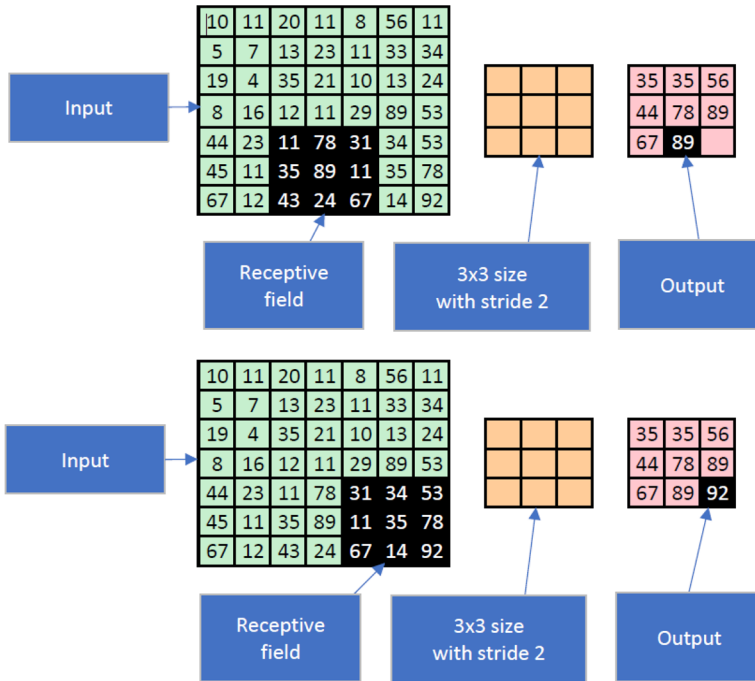 10 11 20 11 8 56 11
5 7 13 23 11 33 34
19 4 35 21 10 13 24
8 16 12 11 29 89 53
44 23 11 78 31 34 53
45 11 35 89 11 35 78
67 12 43 24 67 14 92
Input
35 35 56
44 78 89
67 89
Receptive
field
3x3 size
with stride 2
Output
10 11 20 11 8 56 11
5 7 13 23 11 33 34
19 4 35 21 10 13 24
8 16 12 11 29 89 53
44 23 11 78 31 34 53
45 11 35 89 11 35 78
67 12 43 24 67 14 92
Input
35 35 56
44 78 89
67 89 92
Receptive
field
3x3 size
with stride 2
Output